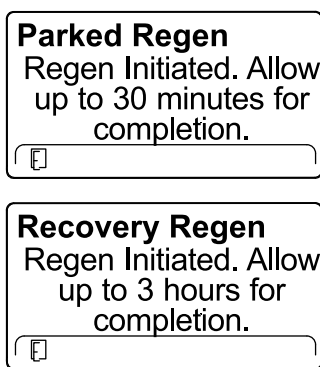 Parked Regen
Regen Initiated. Allow
up to 30 minutes for
completion.
Recovery Regen
Regen Initiated. Allow
up to 3 hours for
completion.